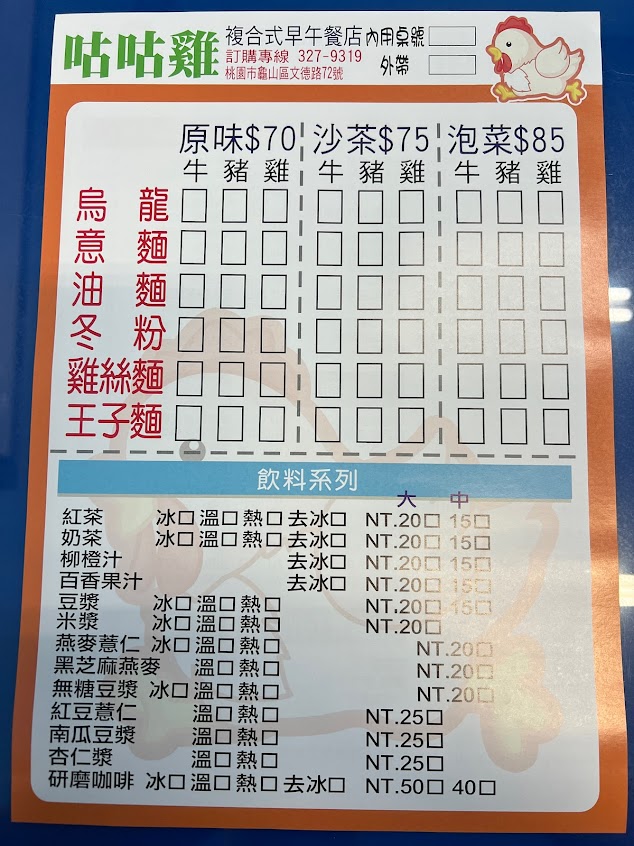 咕咕雞 複合式早午餐店 內用桌號
訂購專線 327-9319 外帶
桃園市龜山區文德路72號
原味$70 沙茶$75 泡菜$85
牛 豬 雞 牛 豬 雞 牛 豬 雞
烏龍
意麵
油麵
冬粉
雞絲麵
王子麵
飲料系列
大 中
紅茶 冰□ 溫□ 熱□ 去冰□ NT.20□ 15□
奶茶 冰□ 溫□ 熱□ 去冰□ NT.20□ 15□
柳橙汁 去冰□ NT.20□ 15□
百香果汁 去冰□ NT.20□ 15□
豆漿 冰□ 溫□ 熱□ NT.20□ 15□
米漿 冰□ 溫□ 熱□ NT.20□
燕麥薏仁 冰□ 溫□ 熱□ NT.20□
黑芝麻燕麥 溫□ 熱□ NT.20□
無糖豆漿 冰□ 溫□ 熱□ NT.20□
紅豆薏仁 溫□ 熱□ NT.25□
南瓜豆漿 溫□ 熱□ NT.25□
杏仁漿 溫□ 熱□ NT.25□
研磨咖啡 冰□ 溫□ 熱□ 去冰□ NT.50□ 40□